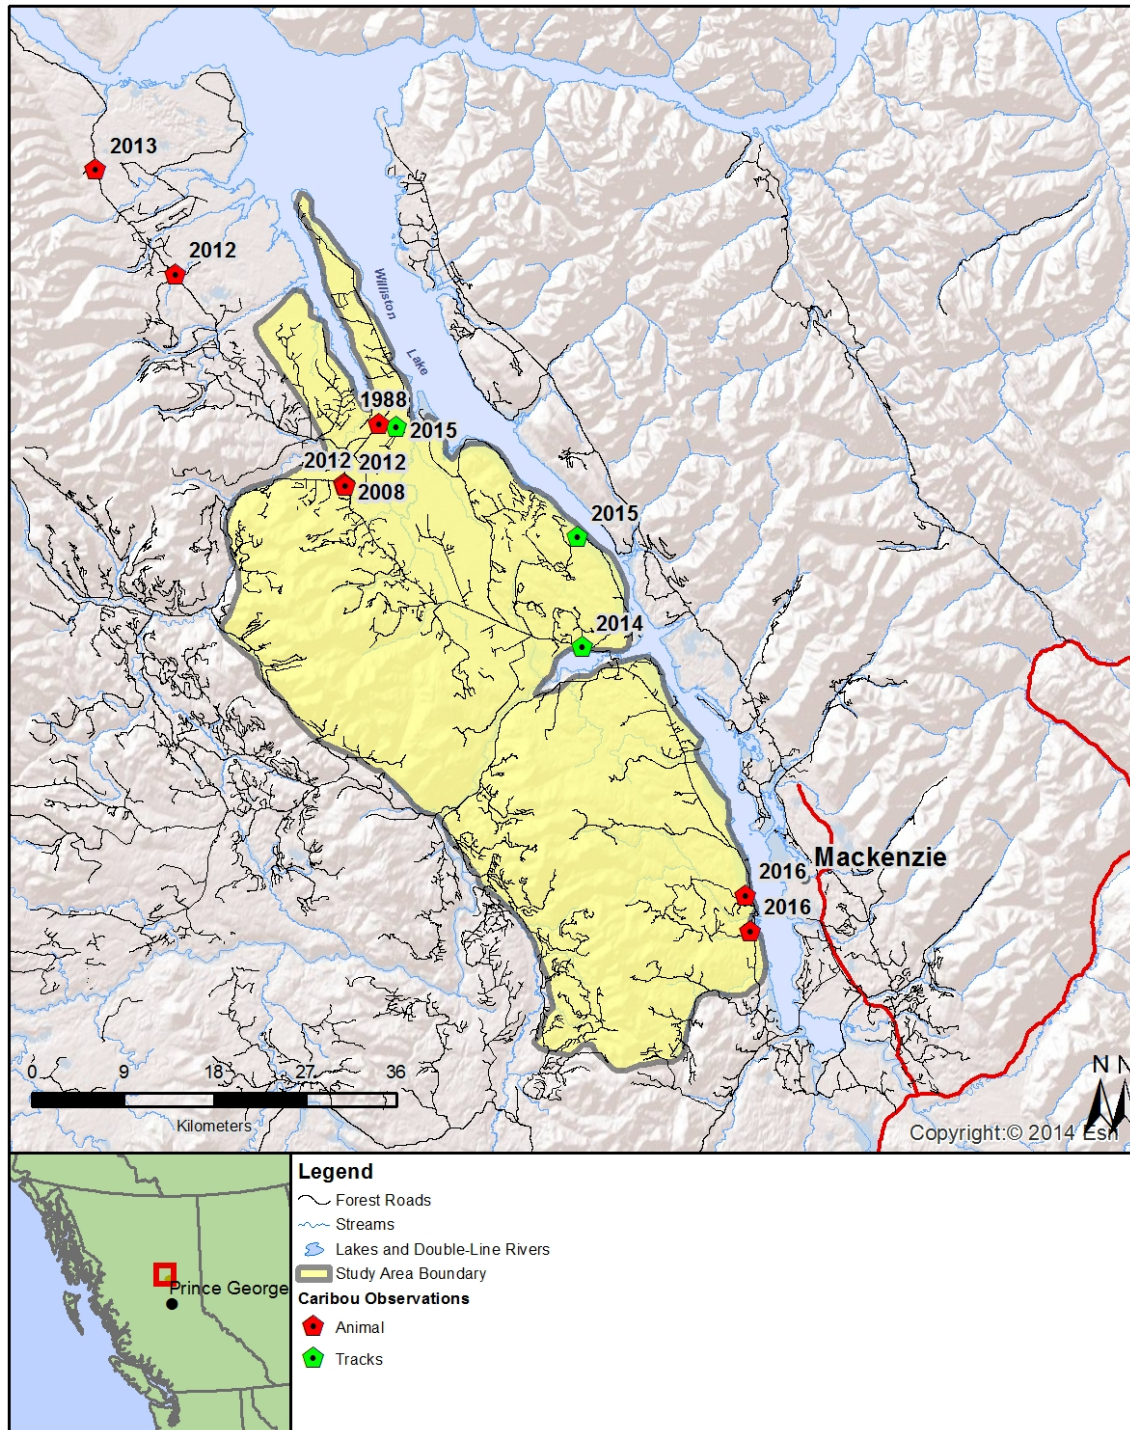 2013
2012
Williston
Lake
1988
2015
2012 2012
2008
2015
2014
Mackenzie
2016
2016
0 9 18 27 36
Kilometers
N N
Copyright:© 2014 Esri
Prince George
Legend
Forest Roads
Streams
Lakes and Double-Line Rivers
Study Area Boundary
Caribou Observations
Animal
Tracks